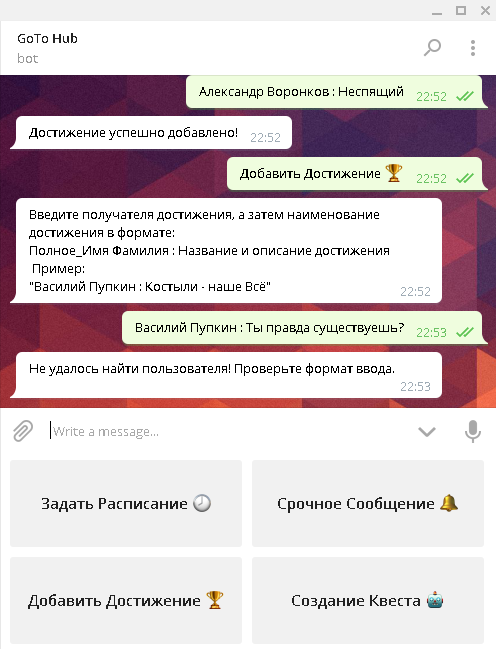 GoTo Hub
bot
Александр Воронков : Неспящий 22:52
Достижение успешно добавлено! 22:52
Добавить Достижение 🏆 22:52
Введите получателя достижения, а затем наименование
достижения в формате:
Полное_Имя Фамилия : Название и описание достижения
Пример:
"Василий Пупкин : Костыли - наше Всё" 22:52
Василий Пупкин : Ты правда существуешь? 22:53
Не удалось найти пользователя! Проверьте формат ввода.
22:53
Write a message...
Задать Расписание 🕗 Срочное Сообщение 🔔
Добавить Достижение 🏆 Создание Квеста 🤖